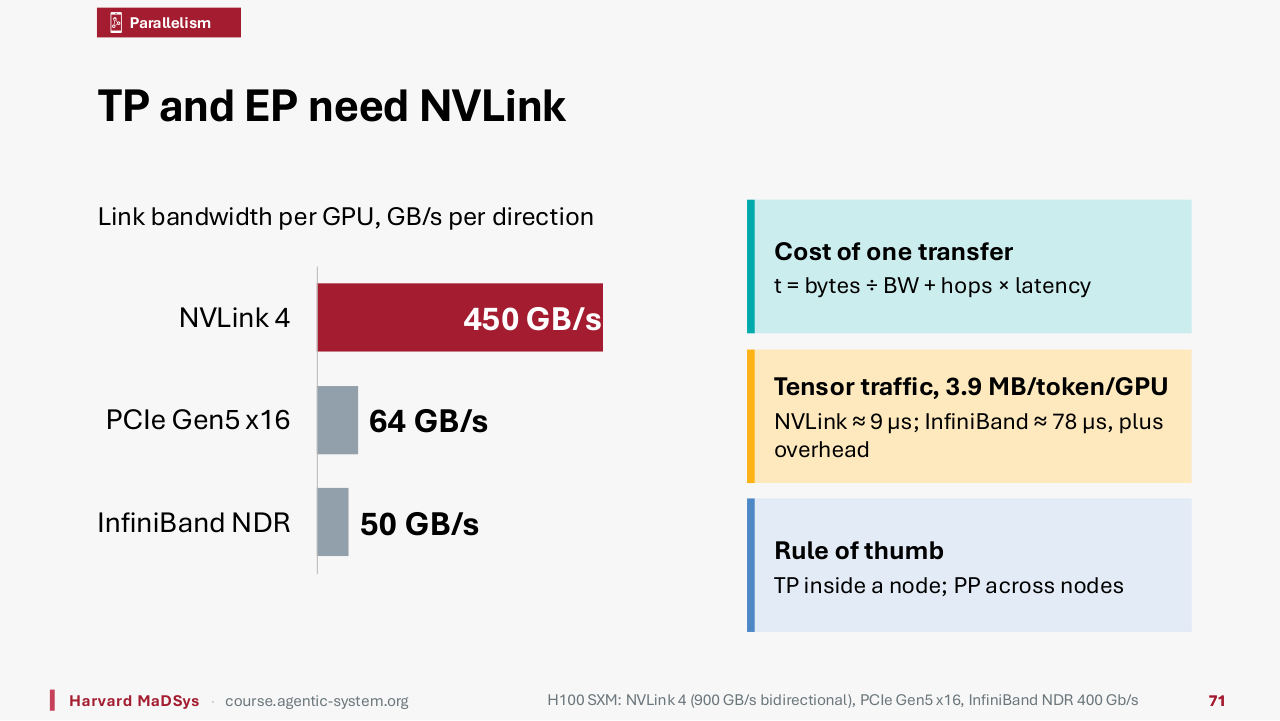 Parallelism
TP and EP need NVLink
Link bandwidth per GPU, GB/s per direction
NVLink 4
450 GB/s
PCIe Gen5 x16
64 GB/s
InfiniBand NDR
50 GB/s
Cost of one transfer
t = bytes ÷ BW + hops × latency
Tensor traffic, 3.9 MB/token/GPU
NVLink ≈ 9 µs; InfiniBand ≈ 78 µs, plus
overhead
Rule of thumb
TP inside a node; PP across nodes
Harvard MaDSys · course.agentic-system.org
H100 SXM: NVLink 4 (900 GB/s bidirectional), PCIe Gen5 x16, InfiniBand NDR 400 Gb/s
71